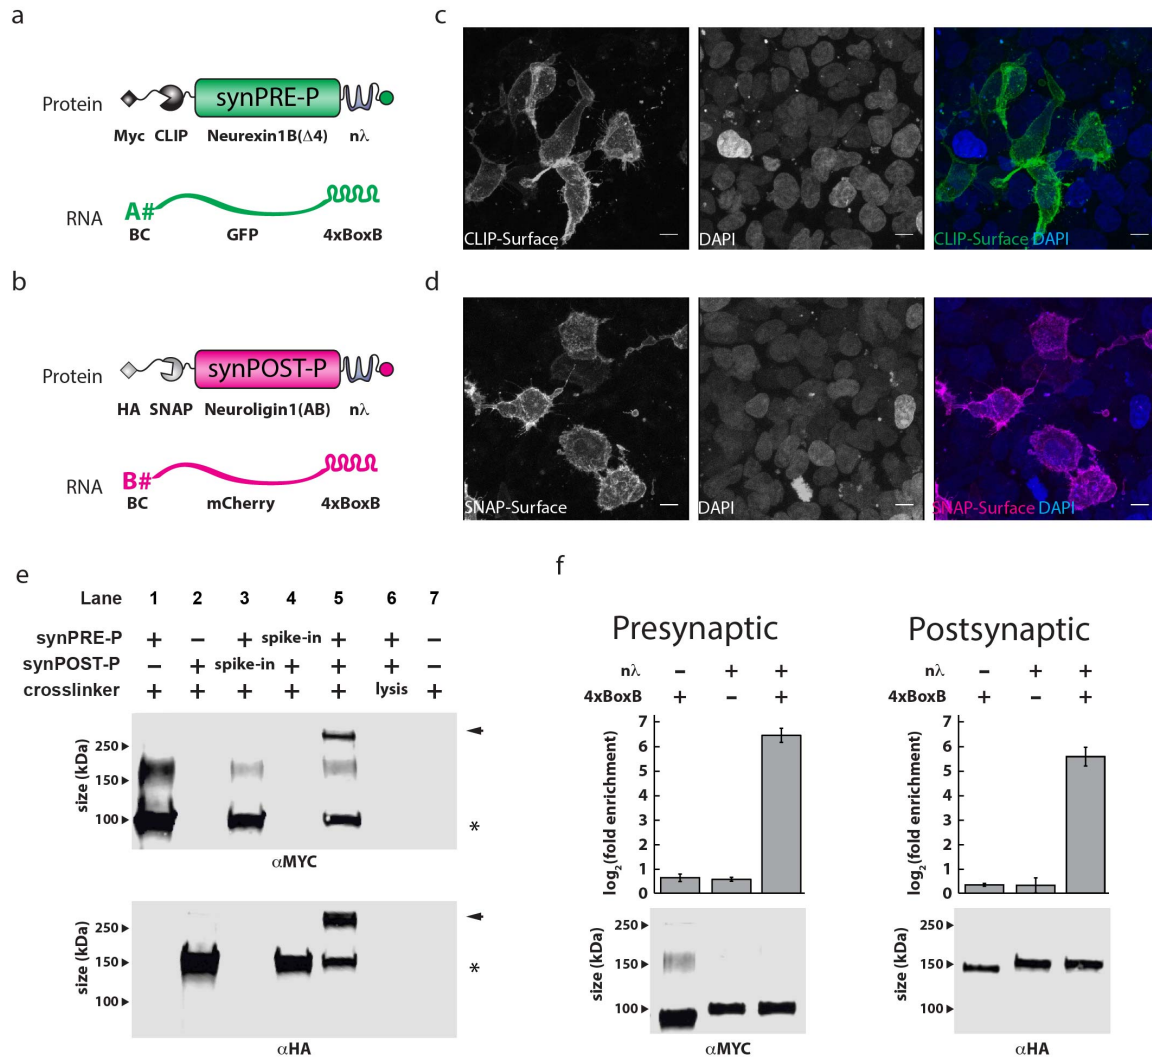 a
Protein
synPRE-P
Myc CLIP Neurexin1B(Δ4) nλ
RNA
A#
BC GFP 4xBoxB
b
Protein
synPOST-P
HA SNAP Neuroligin1(AB) nλ
RNA
B#
BC mCherry 4xBoxB
c
CLIP-Surface
DAPI
CLIP-Surface DAPI
d
SNAP-Surface
DAPI
SNAP-Surface DAPI
e
Lane 1 2 3 4 5 6 7
synPRE-P + – + spike-in + + –
synPOST-P – + spike-in + + + –
crosslinker + + + + + lysis +
size (kDa)
250
150
100
*
αMYC
size (kDa)
250
150
100
*
αHA
f
Presynaptic
nλ – + +
4xBoxB + – +
log2(fold enrichment)
7
6
5
4
3
2
1
0
size (kDa)
250
150
100
αMYC
Postsynaptic
nλ – + +
4xBoxB + – +
log2(fold enrichment)
7
6
5
4
3
2
1
0
size (kDa)
250
150
100
αHA